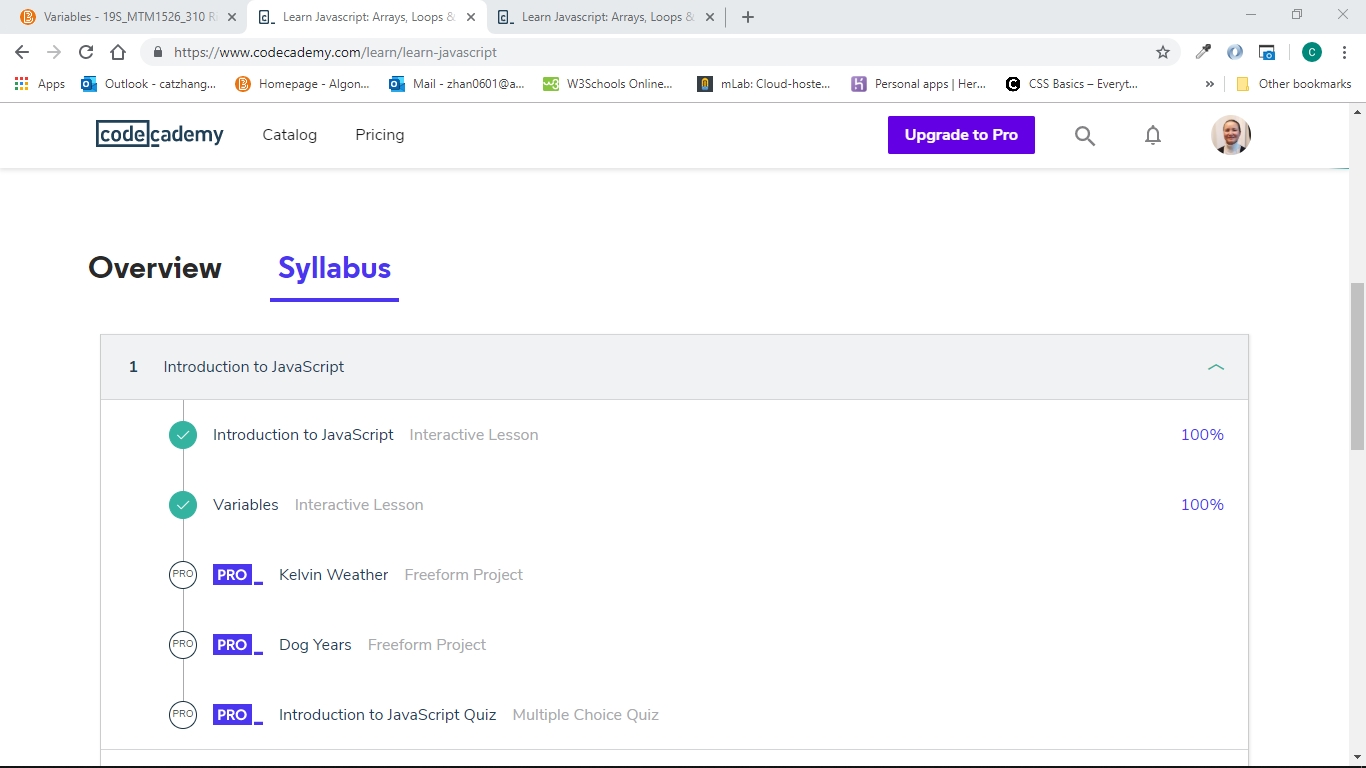 Variables - 19S_MTM1526_310 Ri
Learn Javascript: Arrays, Loops &
Learn Javascript: Arrays, Loops &
https://www.codecademy.com/learn/learn-javascript
C
Apps Outlook - catzhang... Homepage - Algon... Mail - zhan0601@a... W3Schools Online... mLab: Cloud-hoste... Personal apps | Her... CSS Basics – Everyt... » Other bookmarks
codecademy Catalog Pricing Upgrade to Pro
Overview Syllabus
1 Introduction to JavaScript
Introduction to JavaScript Interactive Lesson 100%
Variables Interactive Lesson 100%
PRO PRO_ Kelvin Weather Freeform Project
PRO PRO_ Dog Years Freeform Project
PRO PRO_ Introduction to JavaScript Quiz Multiple Choice Quiz